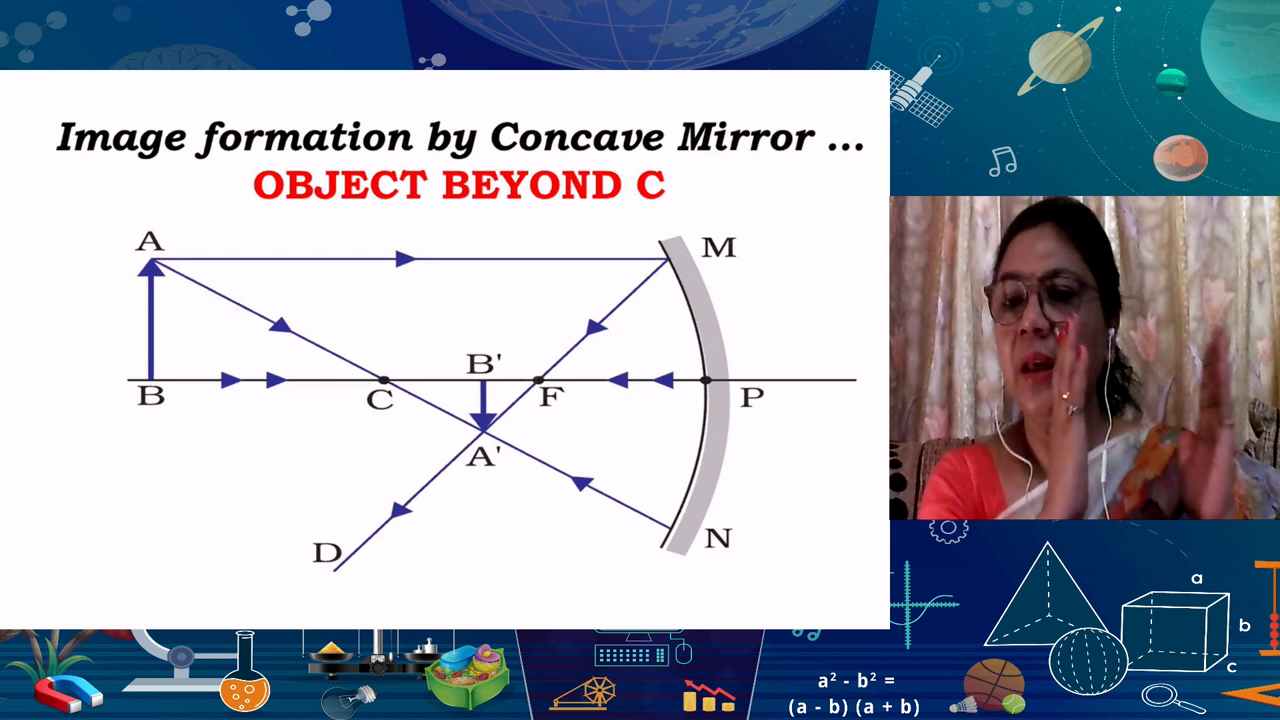 Image formation by Concave Mirror ...
OBJECT BEYOND C
A
M
B'
B
C
F
P
A'
N
D
a
b
c
a² - b² =
(a - b) (a + b)